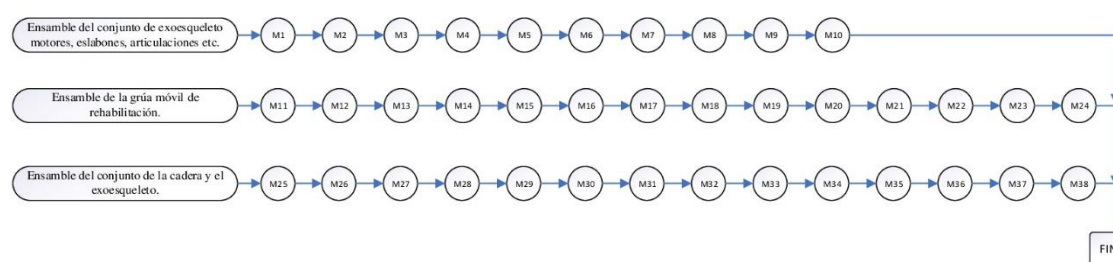 Ensamble del conjunto de exoesqueleto
motores, eslabones, articulaciones etc.
M1 M2 M3 M4 M5 M6 M7 M8 M9 M10
Ensamble de la grúa móvil de
rehabilitación.
M11 M12 M13 M14 M15 M16 M17 M18 M19 M20 M21 M22 M23 M24
Ensamble del conjunto de la cadera y el
exoesqueleto.
M25 M26 M27 M28 M29 M30 M31 M32 M33 M34 M35 M36 M37 M38
FIN